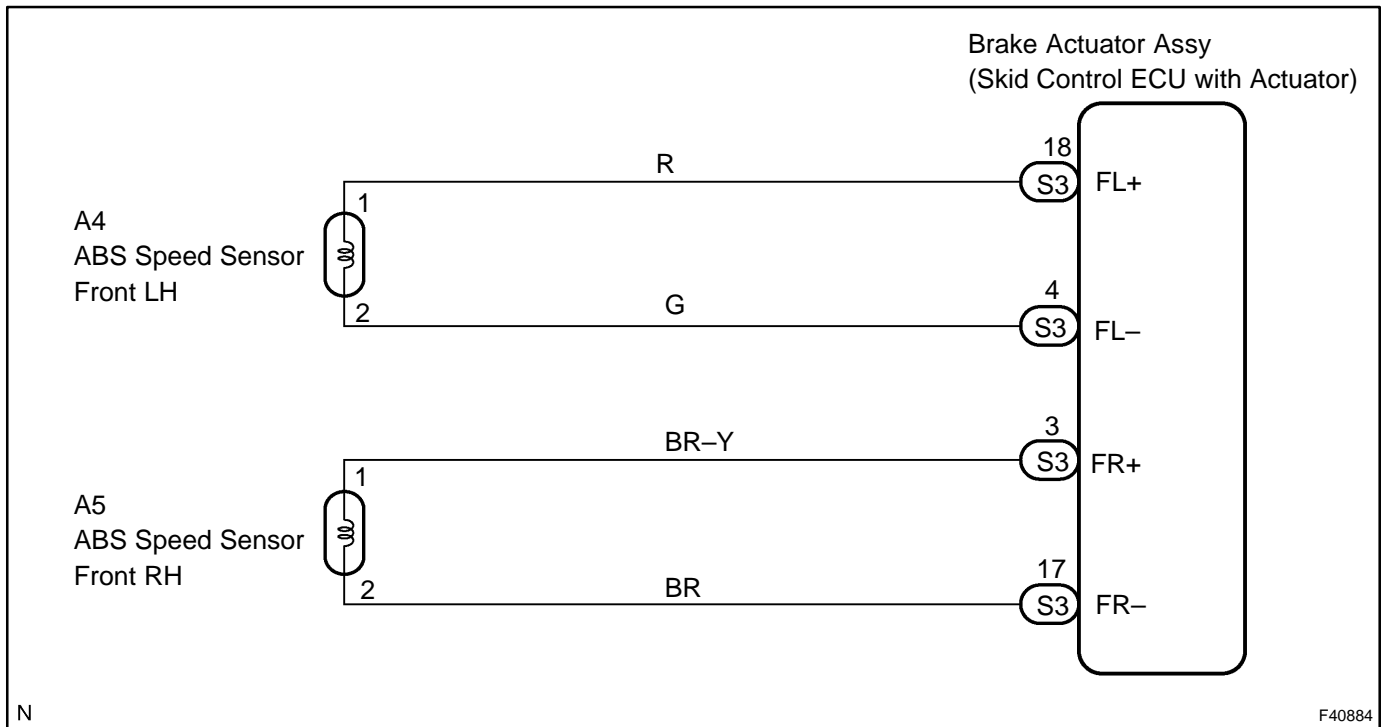 Brake Actuator Assy
(Skid Control ECU with Actuator)
18
R
S3
FL+
1
A4
ABS Speed Sensor
Front LH
2
G
4
S3
FL–
3
BR–Y
S3
FR+
1
A5
ABS Speed Sensor
Front RH
2
BR
17
S3
FR–
N
F40884